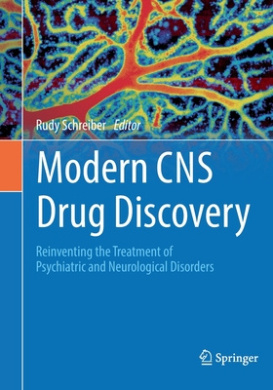 Rudy Schreiber Editor
Modern CNS
Drug Discovery
Reinventing the Treatment of
Psychiatric and Neurological Disorders
Springer